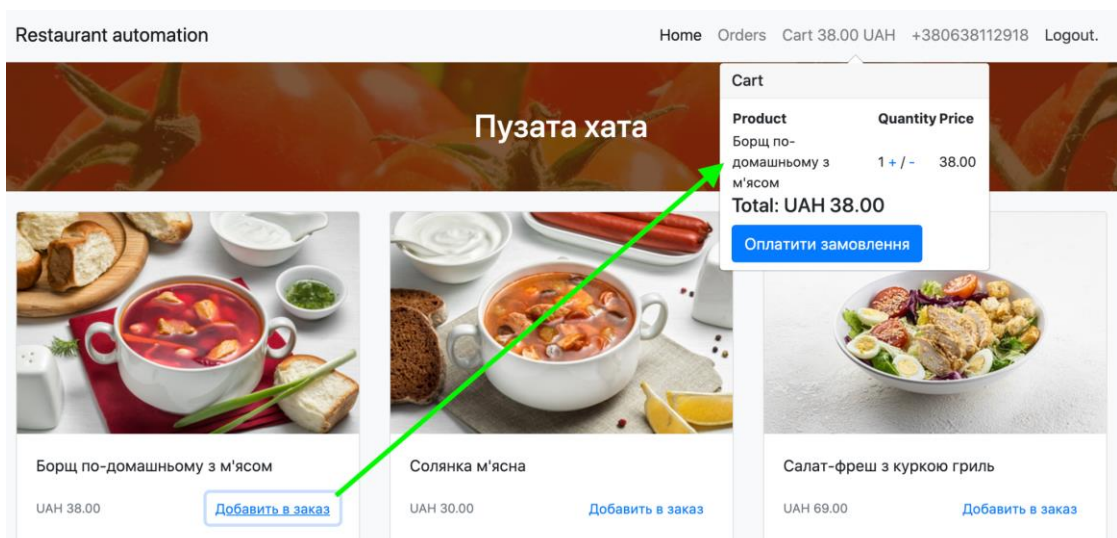 Restaurant automation
Home Orders Cart 38.00 UAH +380638112918 Logout.
Пузата хата
Cart
Product Quantity Price
Борщ по-
домашньому з 1 + / - 38.00
м'ясом
Total: UAH 38.00
Оплатити замовлення
Борщ по-домашньому з м'ясом
UAH 38.00 Добавить в заказ
Солянка м'ясна
UAH 30.00 Добавить в заказ
Салат-фреш з куркою гриль
UAH 69.00 Добавить в заказ